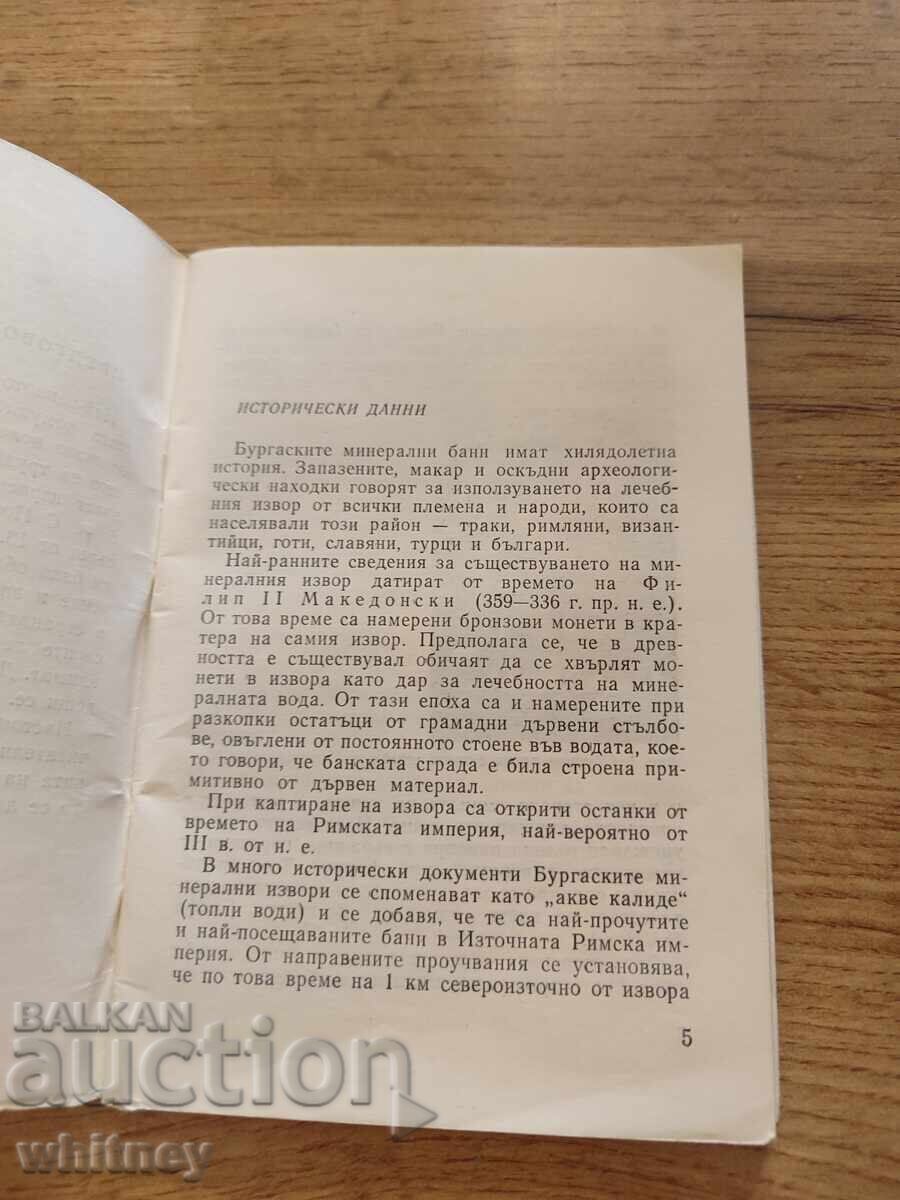 ИСТОРИЧЕСКИ ДАННИ
Бургаските минерални бани имат хилядолетна
история. Запазените, макар и оскъдни археологи-
чески находки говорят за използуването на лечеб-
ния извор от всички племена и народи, които са
населявали този район — траки, римляни, визан-
тийци, готи, славяни, турци и българи.
Най-ранните сведения за съществуването на ми-
нералния извор датират от времето на Фи-
лип II Македонски (359—336 г. пр. н. е.).
От това време са намерени бронзови монети в кра-
тера на самия извор. Предполага се, че в древ-
ността е съществувал обичаят да се хвърлят мо-
нети в извора като дар за лечебността на мине-
ралната вода. От тази епоха са и намерените при
разкопки остатъци от грамадни дървени стълбо-
ве, овъглени от постоянното стоене във водата, кое-
то говори, че банската сграда е била строена при-
митивно от дървен материал.
При каптиране на извора са открити останки от
времето на Римската империя, най-вероятно от
III в. от н. е.
В много исторически документи Бургаските ми-
нерални извори се споменават като „акве калиде“
(топли води) и се добавя, че те са най-прочутите
и най-посещаваните бани в Източната Римска им-
перия. От направените проучвания се установява,
че по това време на 1 км североизточно от извора
5
BALKAN
auction
whitney